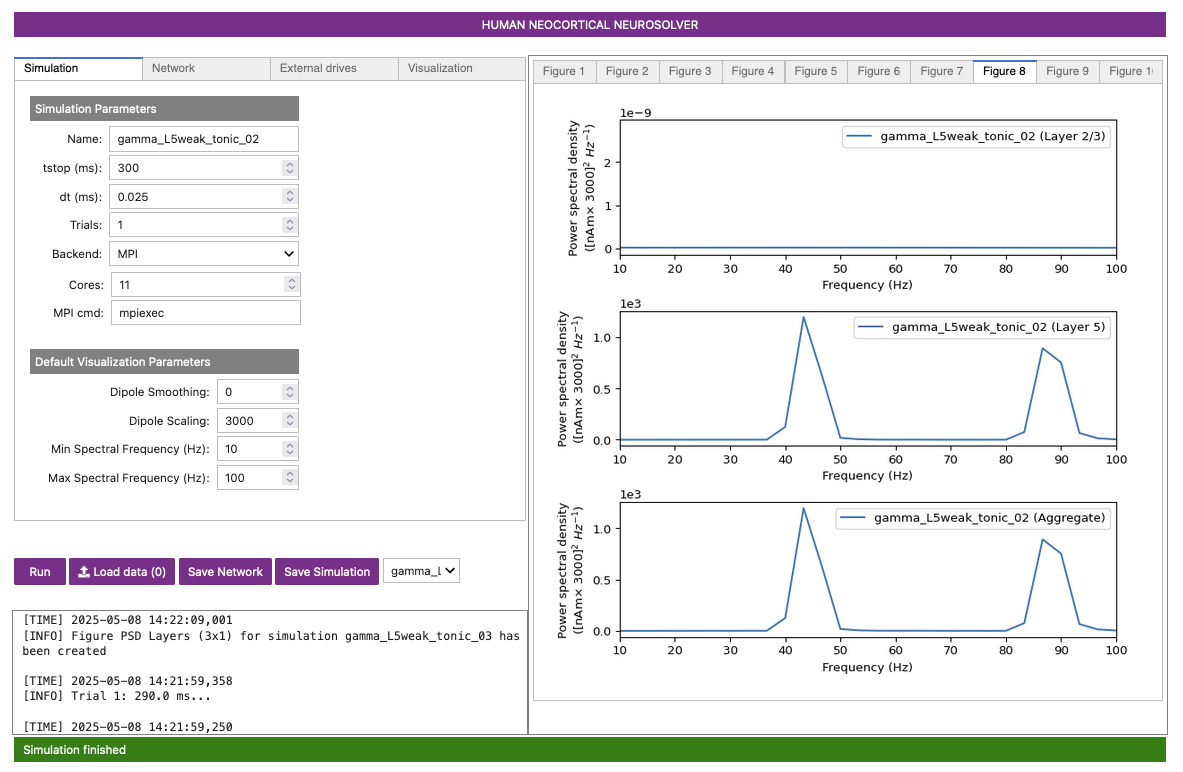 HUMAN NEOCORTICAL NEUROSOLVER
Simulation
Network
External drives
Visualization
Simulation Parameters
Name: gamma_L5weak_tonic_02
tstop (ms): 300
dt (ms): 0.025
Trials: 1
Backend: MPI
Cores: 11
MPI cmd: mpiexec
Default Visualization Parameters
Dipole Smoothing: 0
Dipole Scaling: 3000
Min Spectral Frequency (Hz): 10
Max Spectral Frequency (Hz): 100
Run
Load data (0)
Save Network
Save Simulation
gamma_L
[TIME] 2025-05-08 14:22:09,001
[INFO] Figure PSD Layers (3x1) for simulation gamma_L5weak_tonic_03 has
been created
[TIME] 2025-05-08 14:21:59,358
[INFO] Trial 1: 290.0 ms...
[TIME] 2025-05-08 14:21:59,250
Figure 1
Figure 2
Figure 3
Figure 4
Figure 5
Figure 6
Figure 7
Figure 8
Figure 9
Figure 1
1e−9
Power spectral density
([nAm× 3000]² Hz⁻¹)
2
1
0
gamma_L5weak_tonic_02 (Layer 2/3)
10 20 30 40 50 60 70 80 90 100
Frequency (Hz)
1e3
Power spectral density
([nAm× 3000]² Hz⁻¹)
1.0
0.5
0.0
gamma_L5weak_tonic_02 (Layer 5)
10 20 30 40 50 60 70 80 90 100
Frequency (Hz)
1e3
Power spectral density
([nAm× 3000]² Hz⁻¹)
1.0
0.5
0.0
gamma_L5weak_tonic_02 (Aggregate)
10 20 30 40 50 60 70 80 90 100
Frequency (Hz)
Simulation finished